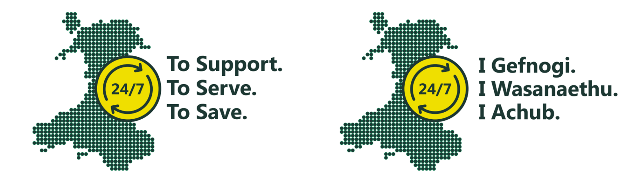 24/7
To Support.
To Serve.
To Save.
24/7
I Gefnogi.
I Wasanaethu.
I Achub.